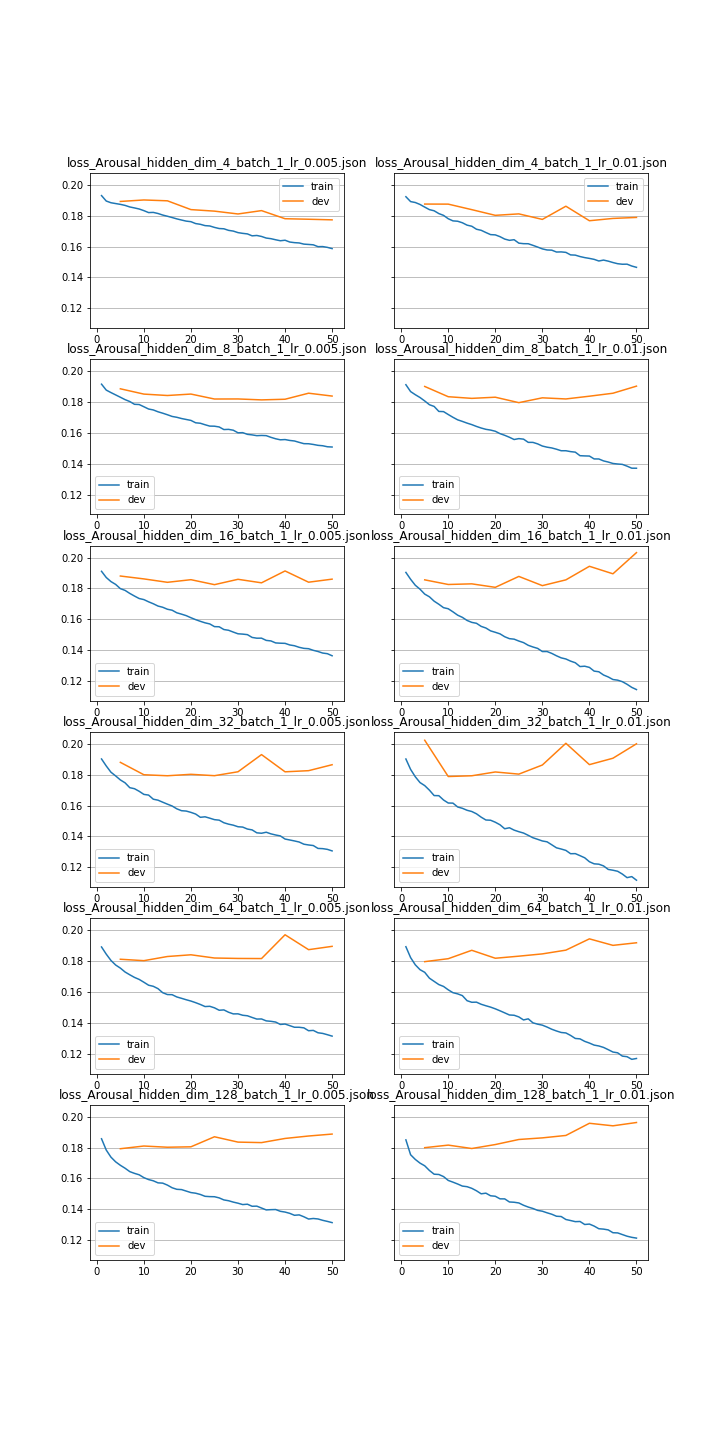 loss_Arousal_hidden_dim_4_batch_1_lr_0.005.json loss_Arousal_hidden_dim_4_batch_1_lr_0.01.json
0.20 train train
dev dev
0.18
0.16
0.14
0.12
0 10 20 30 40 50 0 10 20 30 40 50
loss_Arousal_hidden_dim_8_batch_1_lr_0.005.json loss_Arousal_hidden_dim_8_batch_1_lr_0.01.json
0.20
0.18
0.16
0.14
train train
0.12 dev dev
0 10 20 30 40 50 0 10 20 30 40 50
loss_Arousal_hidden_dim_16_batch_1_lr_0.005.json loss_Arousal_hidden_dim_16_batch_1_lr_0.01.json
0.20
0.18
0.16
0.14
train train
0.12 dev dev
0 10 20 30 40 50 0 10 20 30 40 50
loss_Arousal_hidden_dim_32_batch_1_lr_0.005.json loss_Arousal_hidden_dim_32_batch_1_lr_0.01.json
0.20
0.18
0.16
0.14
train train
0.12 dev dev
0 10 20 30 40 50 0 10 20 30 40 50
loss_Arousal_hidden_dim_64_batch_1_lr_0.005.json loss_Arousal_hidden_dim_64_batch_1_lr_0.01.json
0.20
0.18
0.16
0.14
train train
0.12 dev dev
0 10 20 30 40 50 0 10 20 30 40 50
loss_Arousal_hidden_dim_128_batch_1_lr_0.005.json loss_Arousal_hidden_dim_128_batch_1_lr_0.01.json
0.20
0.18
0.16
0.14
train train
0.12 dev dev
0 10 20 30 40 50 0 10 20 30 40 50